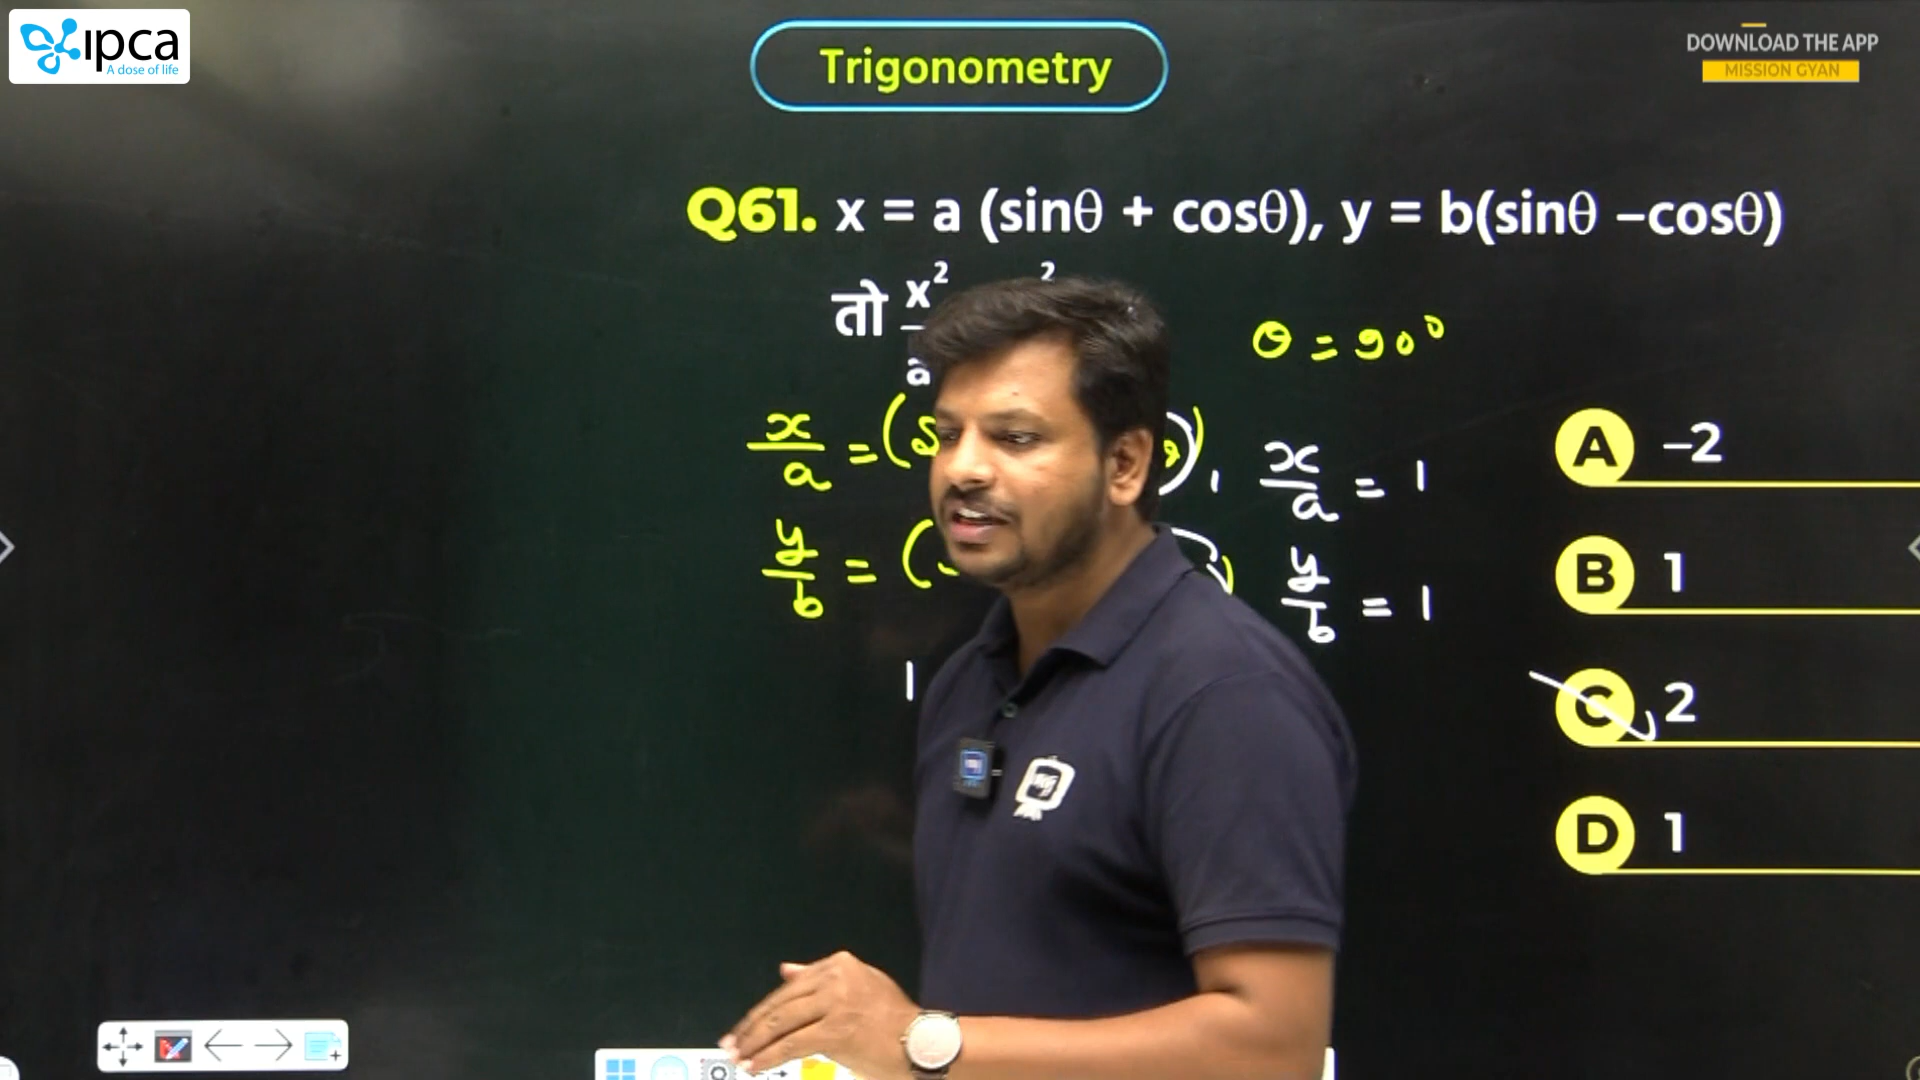 ipca
A dose of life
Trigonometry
DOWNLOAD THE APP
MISSION GYAN
Q61. x = a (sinθ + cosθ), y = b(sinθ –cosθ)
तो x²
2
a
θ = 90°
x/a = (s
) , x/a = 1
y/b = (
) y/b = 1
1
A –2
B 1
C 2
D 1